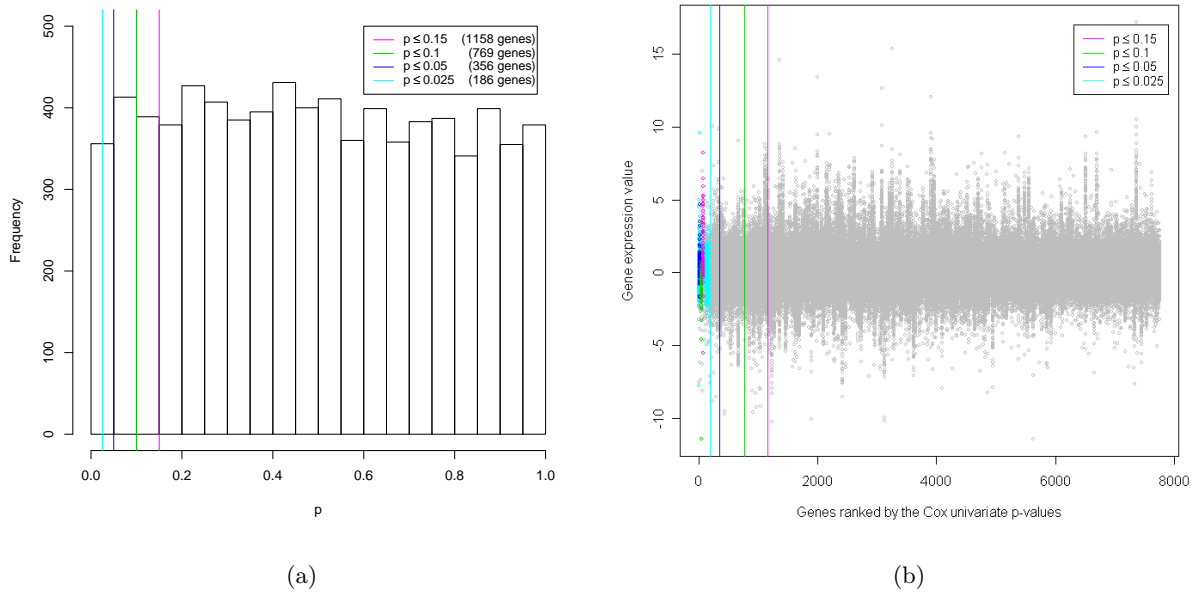 500
400
300
200
100
0
Frequency
p ≤ 0.15 (1158 genes)
p ≤ 0.1 (769 genes)
p ≤ 0.05 (356 genes)
p ≤ 0.025 (186 genes)
0.0 0.2 0.4 0.6 0.8 1.0
p
(a)
15
10
5
0
-5
-10
Gene expression value
p ≤ 0.15
p ≤ 0.1
p ≤ 0.05
p ≤ 0.025
0 2000 4000 6000 8000
Genes ranked by the Cox univariate p-values
(b)